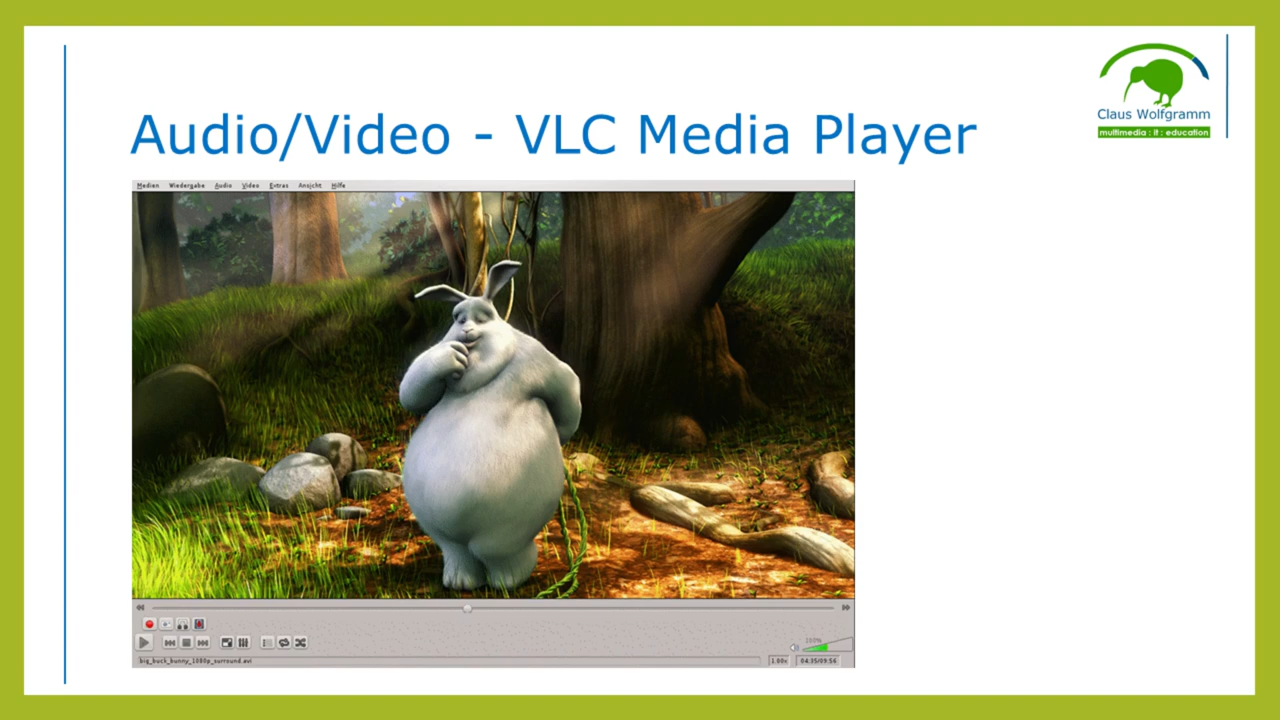 Claus Wolfgramm
multimedia : it : education
Audio/Video - VLC Media Player
Medien Wiedergabe Audio Video Extras Ansicht Hilfe
100%
big_buck_bunny_1080p_surround.avi 1.00x 04:35/09:56